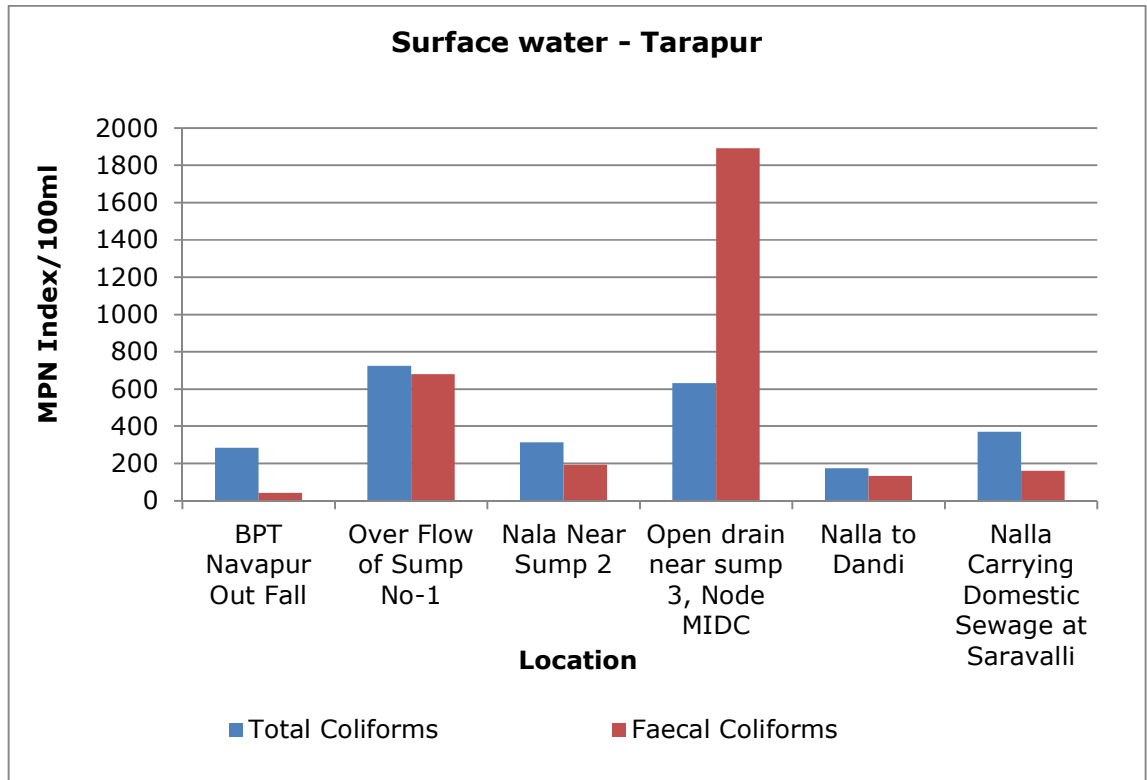 Surface water - Tarapur
MPN Index/100ml
2000
1800
1600
1400
1200
1000
800
600
400
200
0
BPT
Navapur
Out Fall
Over Flow
of Sump
No-1
Nala Near
Sump 2
Open drain
near sump
3, Node
MIDC
Nalla to
Dandi
Nalla
Carrying
Domestic
Sewage at
Saravalli
Location
Total Coliforms
Faecal Coliforms